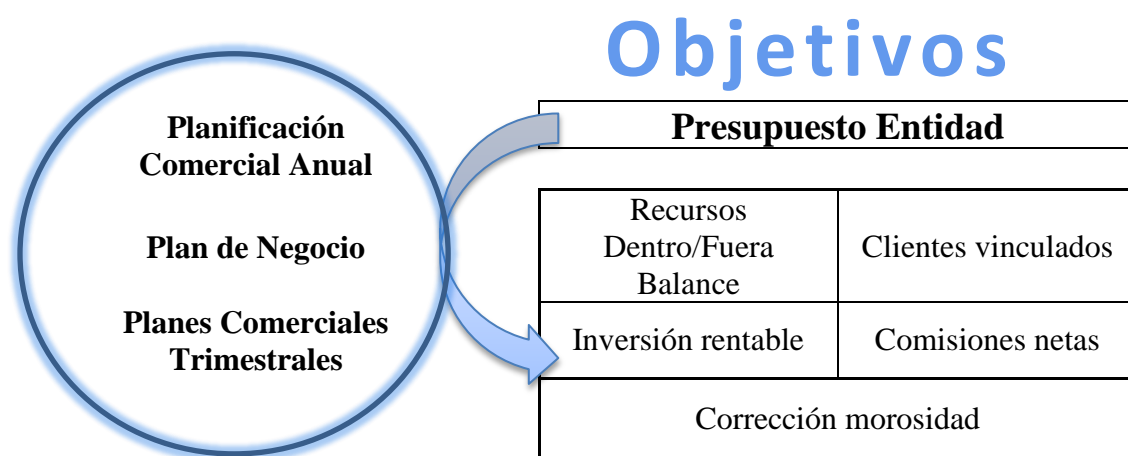 Objetivos
Planificación
Comercial Anual
Plan de Negocio
Planes Comerciales
Trimestrales
Presupuesto Entidad
Recursos
Dentro/Fuera
Balance
Clientes vinculados
Inversión rentable
Comisiones netas
Corrección morosidad